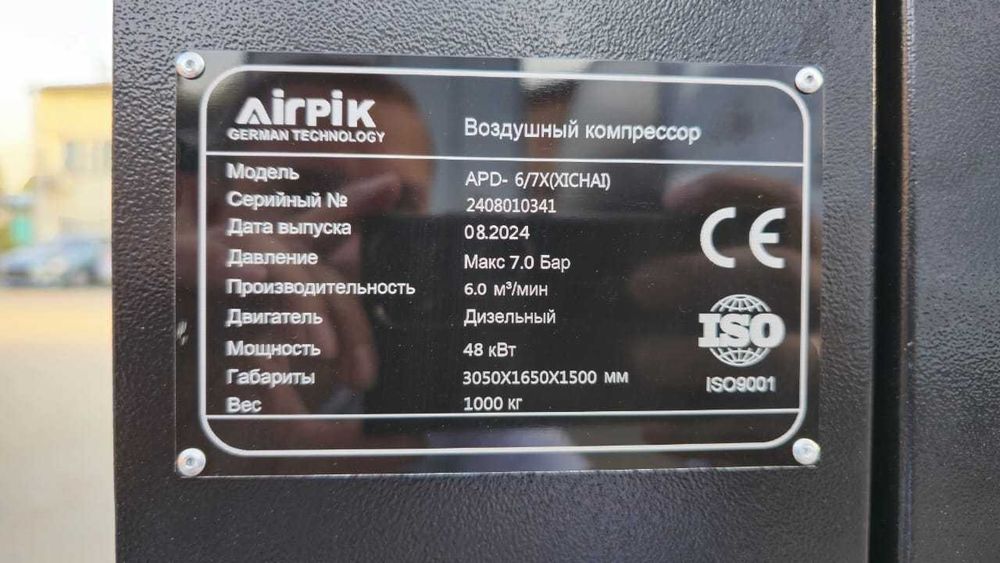 AIRPIK
GERMAN TECHNOLOGY
Воздушный компрессор
Модель APD- 6/7X(XICHAI)
Серийный № 2408010341
Дата выпуска 08.2024
Давление Макс 7.0 Бар
Производительность 6.0 м³/мин
Двигатель Дизельный
Мощность 48 кВт
Габариты 3050X1650X1500 мм
Вес 1000 кг
CE
ISO
ISO9001